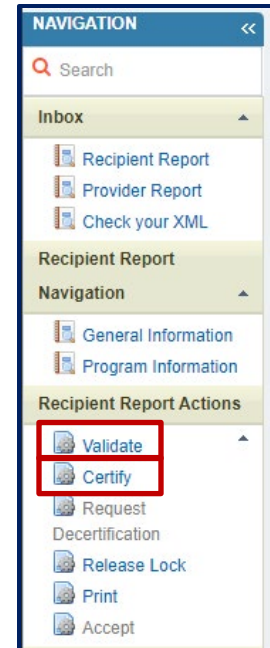 NAVIGATION «
Search
Inbox
Recipient Report
Provider Report
Check your XML
Recipient Report
Navigation
General Information
Program Information
Recipient Report Actions
Validate
Certify
Request
Decertification
Release Lock
Print
Accept